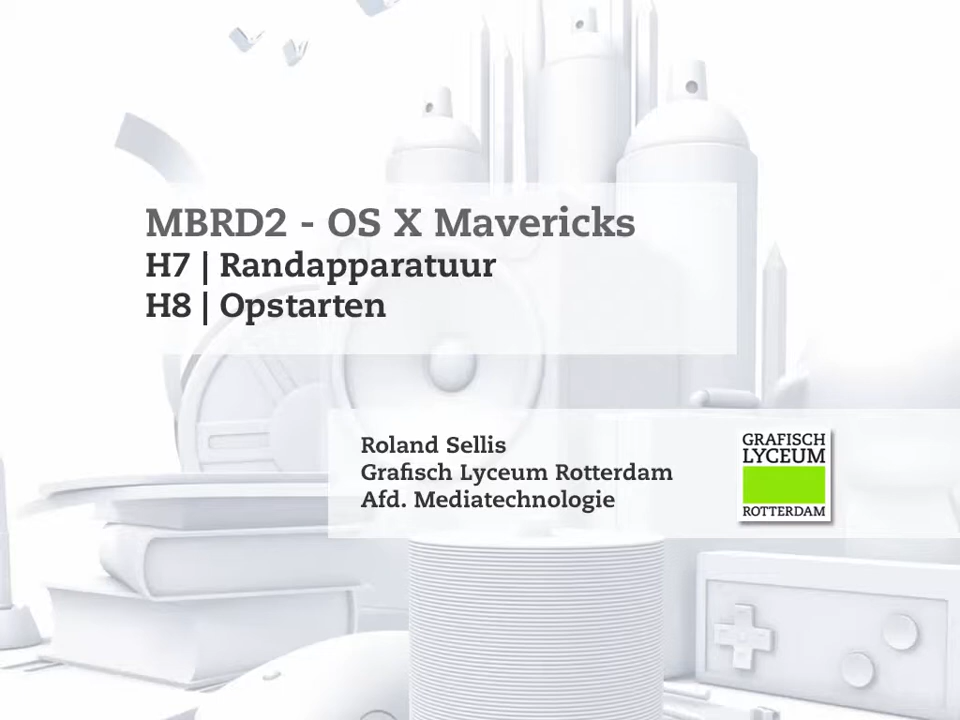 MBRD2 - OS X Mavericks
H7 | Randapparatuur
H8 | Opstarten
Roland Sellis
Grafisch Lyceum Rotterdam
Afd. Mediatechnologie
GRAFISCH
LYCEUM
ROTTERDAM